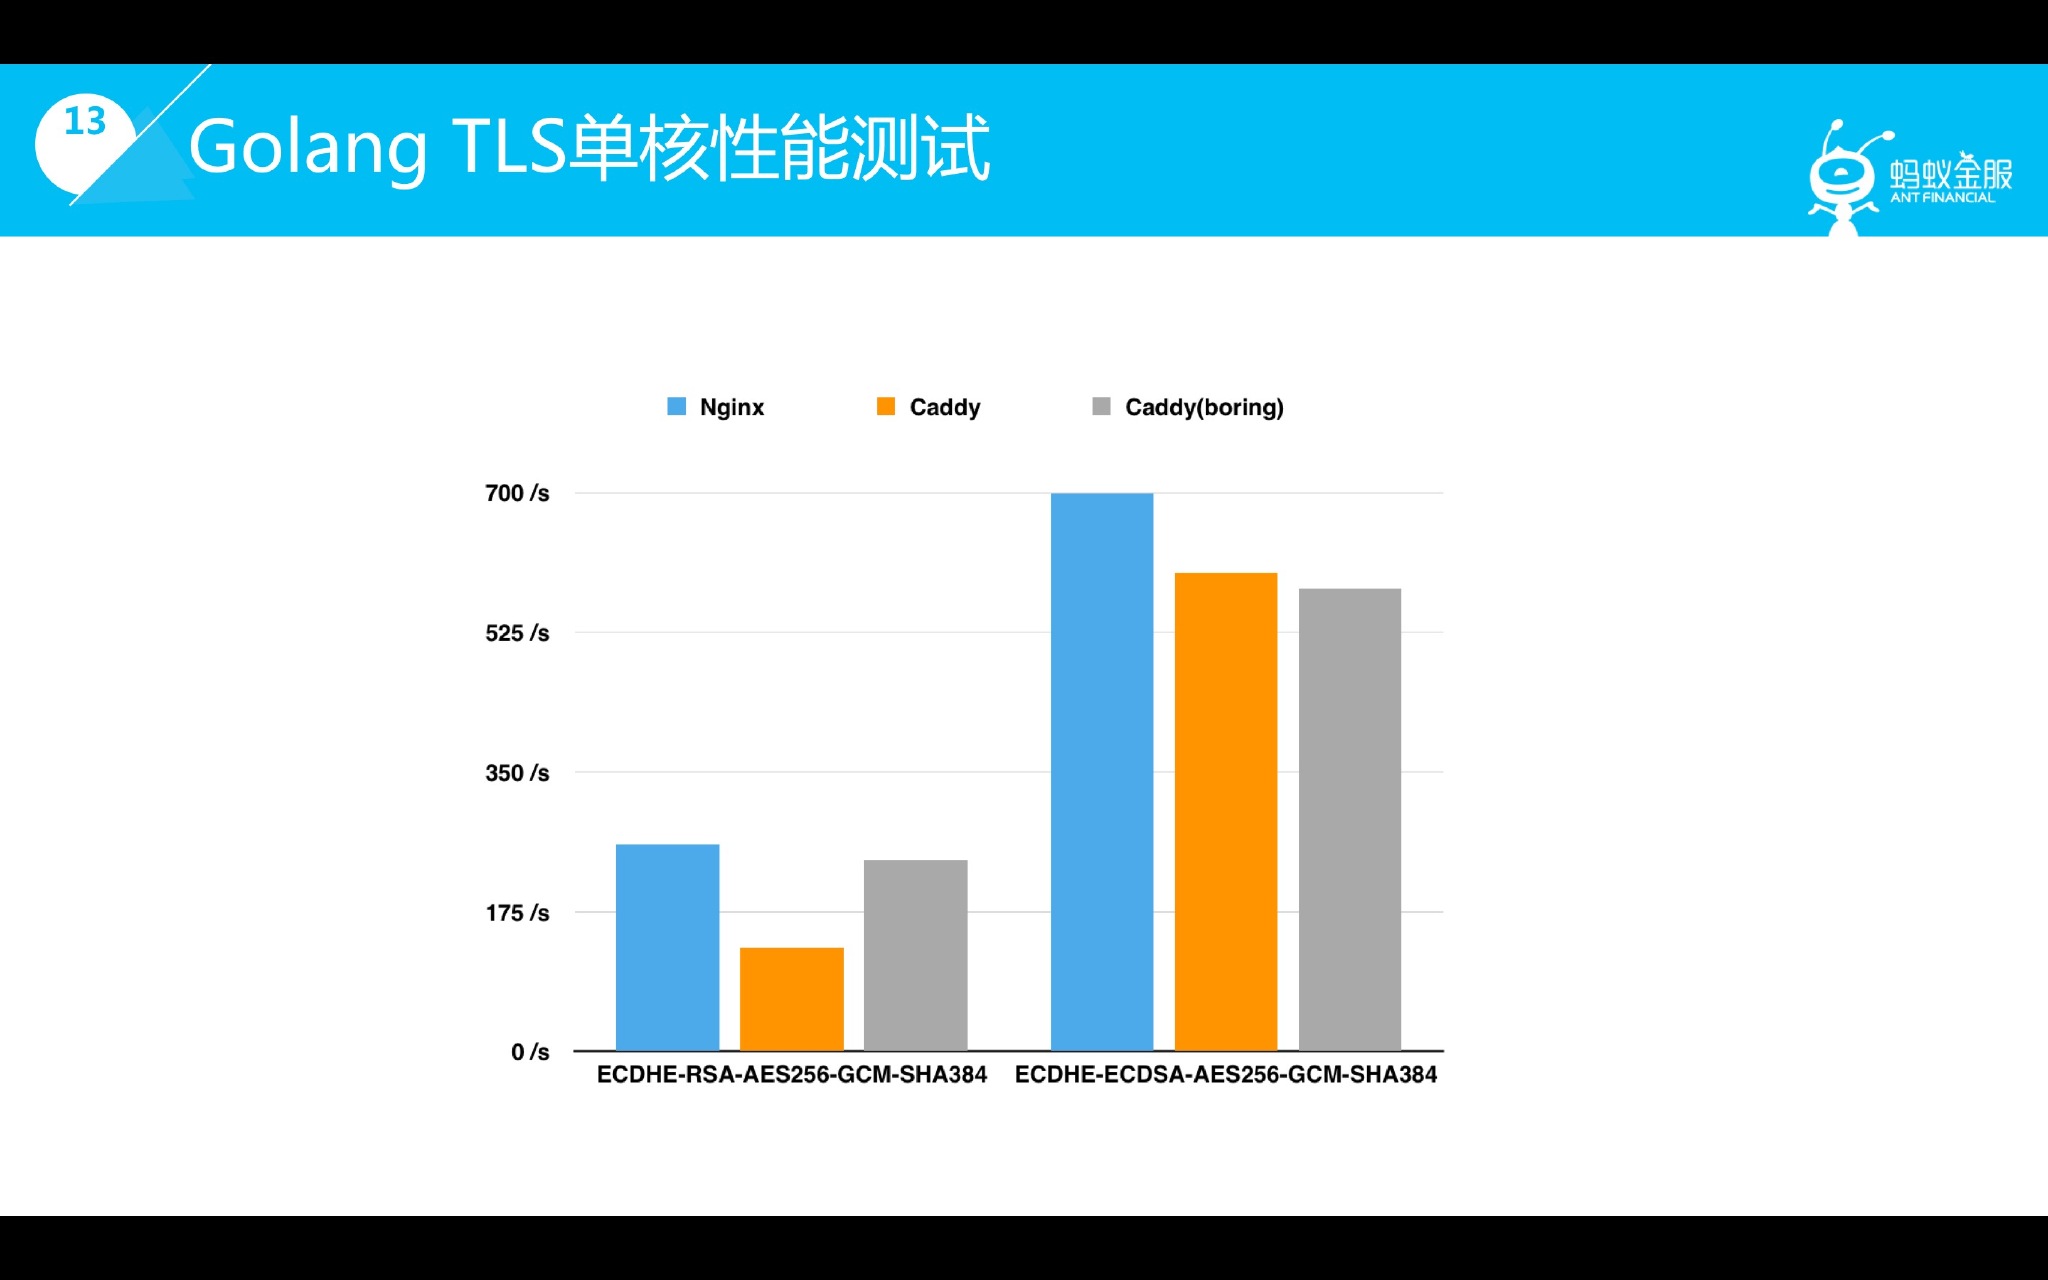 13
Golang TLS单核性能测试
蚂蚁金服
ANT FINANCIAL
Nginx
Caddy
Caddy(boring)
700 /s
525 /s
350 /s
175 /s
0 /s
ECDHE-RSA-AES256-GCM-SHA384
ECDHE-ECDSA-AES256-GCM-SHA384